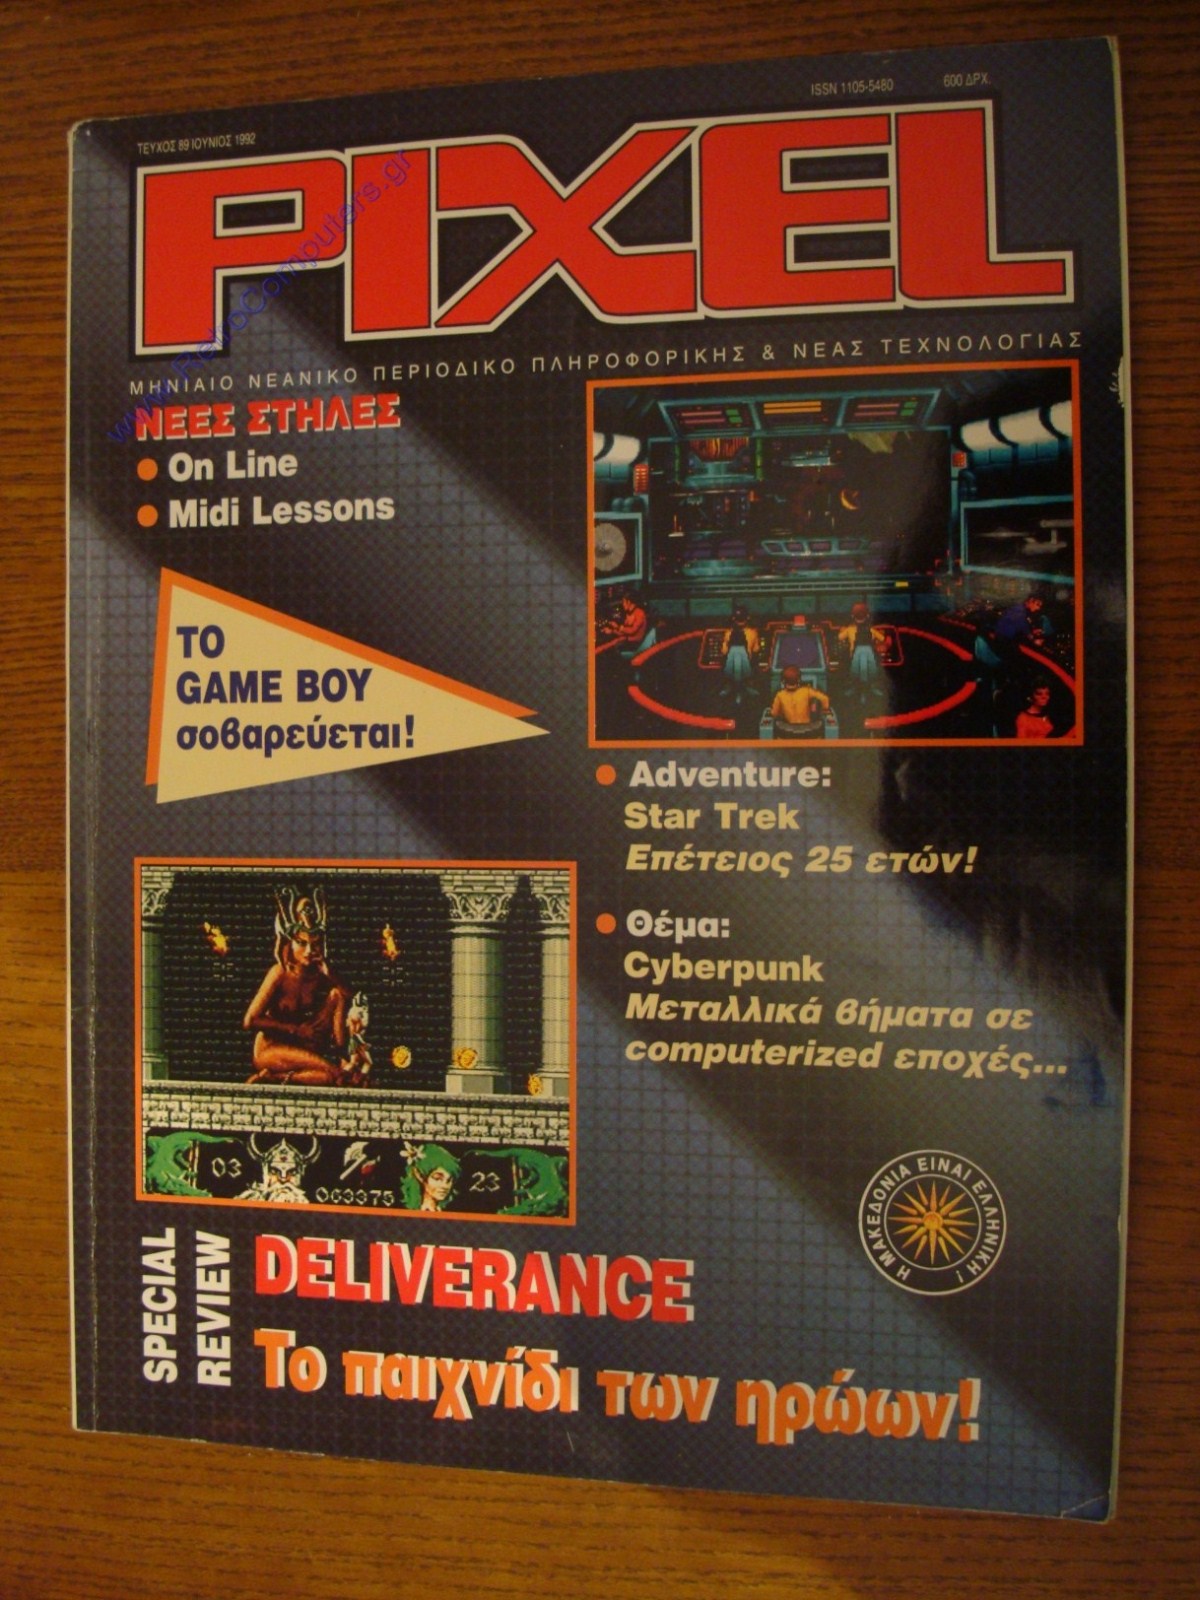 ΤΕΥΧΟΣ 89 ΙΟΥΝΙΟΣ 1992
ISSN 1105-5480
600 ΔΡΧ.
PIXEL
www.RetroComputers.gr
ΜΗΝΙΑΙΟ ΝΕΑΝΙΚΟ ΠΕΡΙΟΔΙΚΟ ΠΛΗΡΟΦΟΡΙΚΗΣ & ΝΕΑΣ ΤΕΧΝΟΛΟΓΙΑΣ
ΝΕΕΣ ΣΤΗΛΕΣ
• On Line
• Midi Lessons
ΤΟ
GAME BOY
σοβαρεύεται!
• Adventure:
Star Trek
Επέτειος 25 ετών!
• Θέμα:
Cyberpunk
Μεταλλικά βήματα σε
computerized εποχές...
03
063375
23
Η ΜΑΚΕΔΟΝΙΑ ΕΙΝΑΙ ΕΛΛΗΝΙΚΗ!
SPECIAL
REVIEW
DELIVERANCE
Το παιχνίδι των ηρώων!